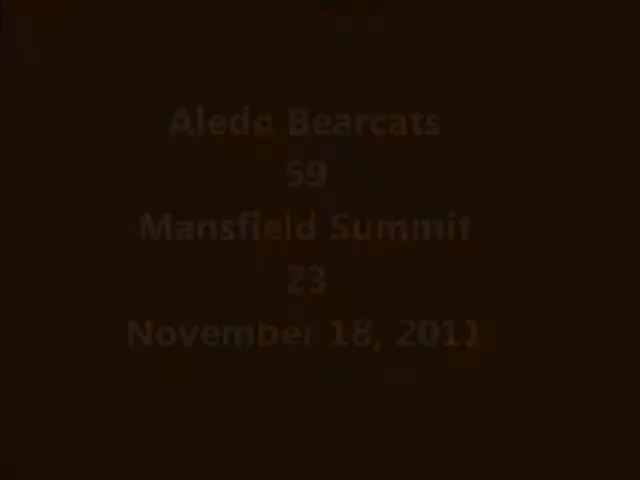 Aledo Bearcats
59
Mansfield Summit
23
November 18, 2011